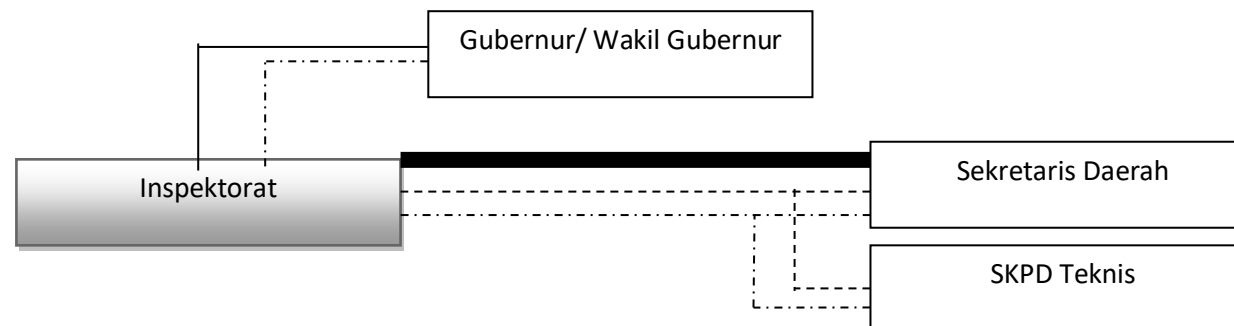 Gubernur/ Wakil Gubernur
Inspektorat
Sekretaris Daerah
SKPD Teknis